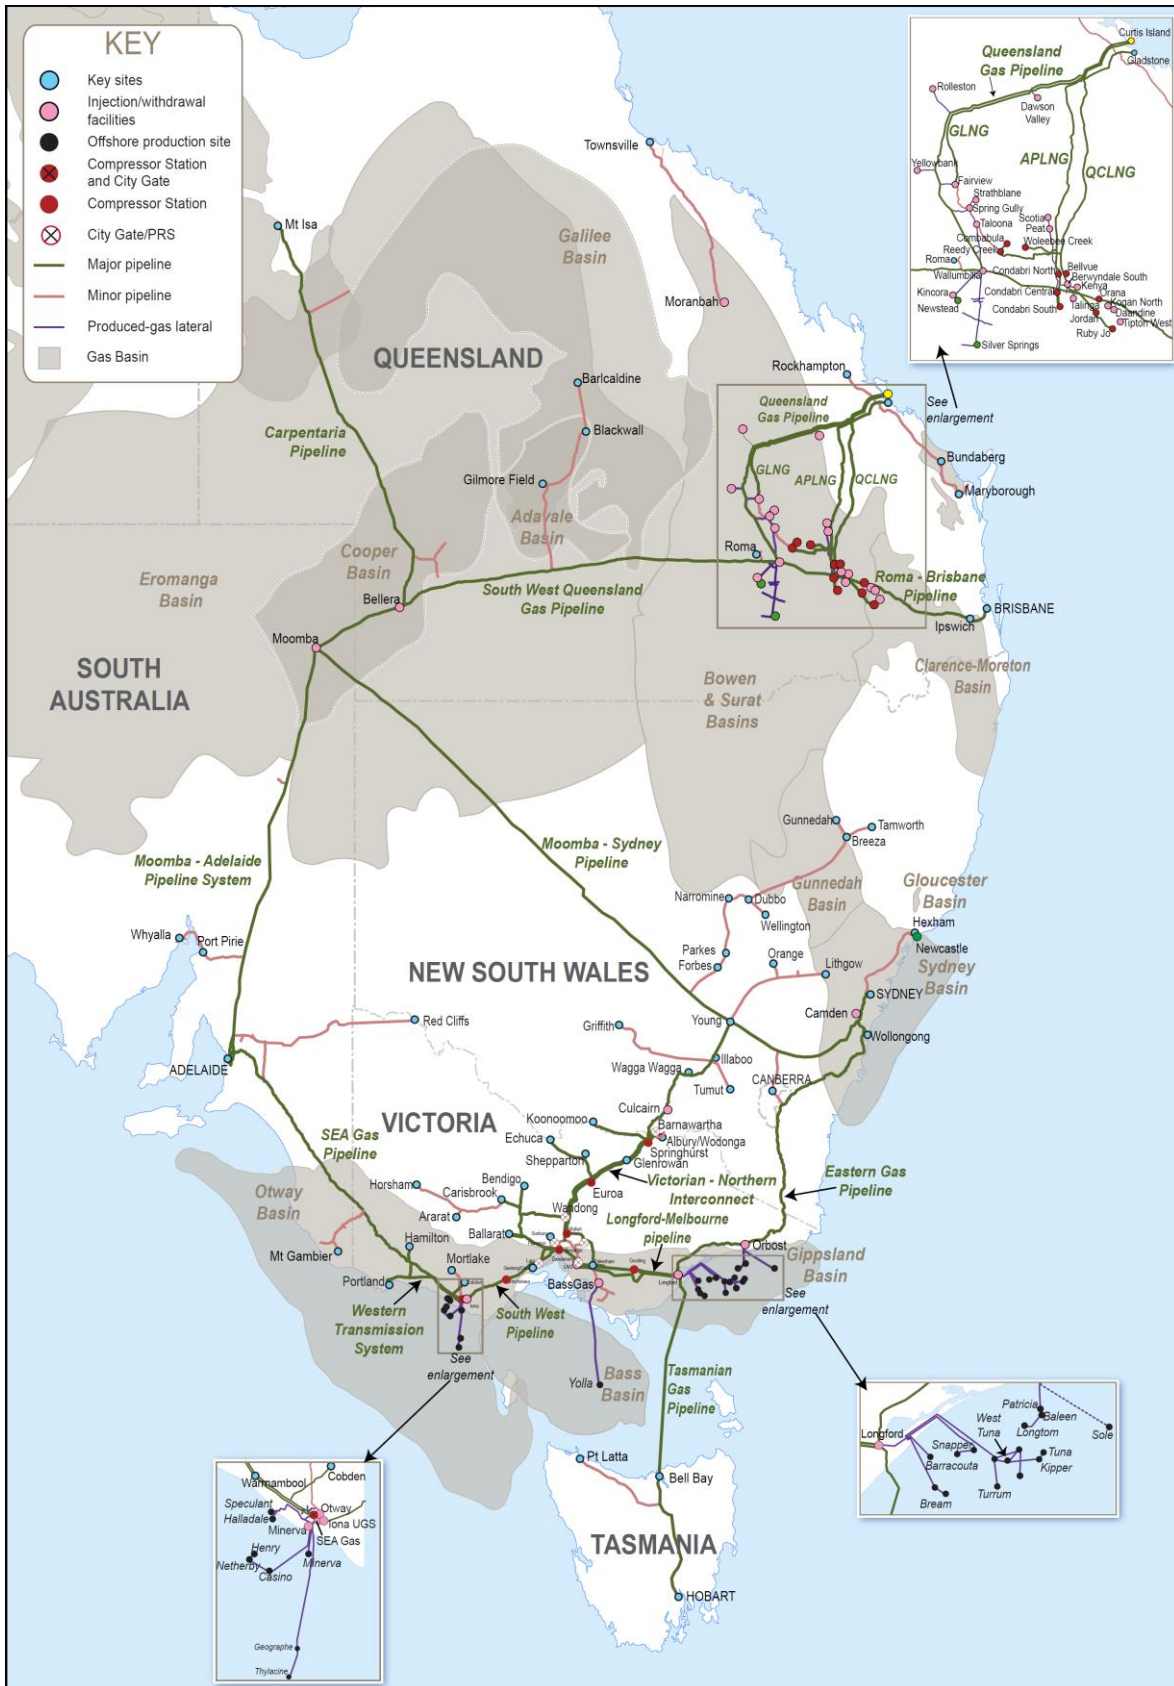 KEY
Key sites
Injection/withdrawal
facilities
Offshore production site
Compressor Station
and City Gate
Compressor Station
City Gate/PRS
Major pipeline
Minor pipeline
Produced-gas lateral
Gas Basin
Curtis Island
Gladstone
Queensland
Gas Pipeline
Rolleston
Dawson
Valley
GLNG
APLNG
QCLNG
Yellowbank
Fairview
Strathblane
Spring Gully
Taloona
Scotia
Peat
Combabula
Woleebee Creek
Reedy Creek
Roma
Wallumbilla
Condabri North
Bellvue
Berwyndale South
Kenya
Kincora
Condabri Central
Talinga
Orana
Kogan North
Newstead
Condabri South
Daandine
Jordan
Tipton West
Ruby Jo
Silver Springs
See
enlargement
Townsville
Mt Isa
Galilee
Basin
Moranbah
QUEENSLAND
Rockhampton
Barlcaldine
Queensland
Gas Pipeline
Blackwall
Carpentaria
Pipeline
Bundaberg
Gilmore Field
GLNG
APLNG
QCLNG
Maryborough
Adavale
Basin
Cooper
Basin
Roma
Eromanga
Basin
South West Queensland
Gas Pipeline
Roma - Brisbane
Pipeline
Bellera
BRISBANE
Ipswich
Moomba
SOUTH
AUSTRALIA
Bowen
& Surat
Basins
Clarence-Moreton
Basin
Gunnedah
Tamworth
Breeza
Moomba - Sydney
Pipeline
Moomba - Adelaide
Pipeline System
Gunnedah
Basin
Gloucester
Basin
Narromine
Dubbo
Wellington
Hexham
Newcastle
Whyalla
Port Pirie
Parkes
Forbes
Orange
Lithgow
Sydney
Basin
NEW SOUTH WALES
SYDNEY
Camden
Red Cliffs
Griffith
Young
Wollongong
Illaboo
ADELAIDE
Wagga Wagga
Tumut
CANBERRA
Culcairn
VICTORIA
Koonoomoo
Barnawartha
Albury/Wodonga
Echuca
Springhurst
SEA Gas
Pipeline
Shepparton
Glenrowan
Victorian - Northern
Interconnect
Eastern Gas
Pipeline
Horsham
Bendigo
Carisbrook
Euroa
Otway
Basin
Ararat
Wandong
Longford-Melbourne
pipeline
Ballarat
Hamilton
Orbost
Mt Gambier
Mortlake
Gooding
Gippsland
Basin
Portland
Iona
BassGas
Longford
See
enlargement
Western
Transmission
System
South West
Pipeline
See
enlargement
Bass
Basin
Yolla
Tasmanian
Gas
Pipeline
Patricia
Baleen
West
Tuna
Longtom
Sole
Longford
Snapper
Tuna
Barracouta
Kipper
Bream
Turrum
Pt Latta
Bell Bay
TASMANIA
HOBART
Warrnambool
Cobden
Speculant
Halladale
Otway
Iona UGS
Minerva
SEA Gas
Henry
Minerva
Netherby
Casino
Geographe
Thylacine